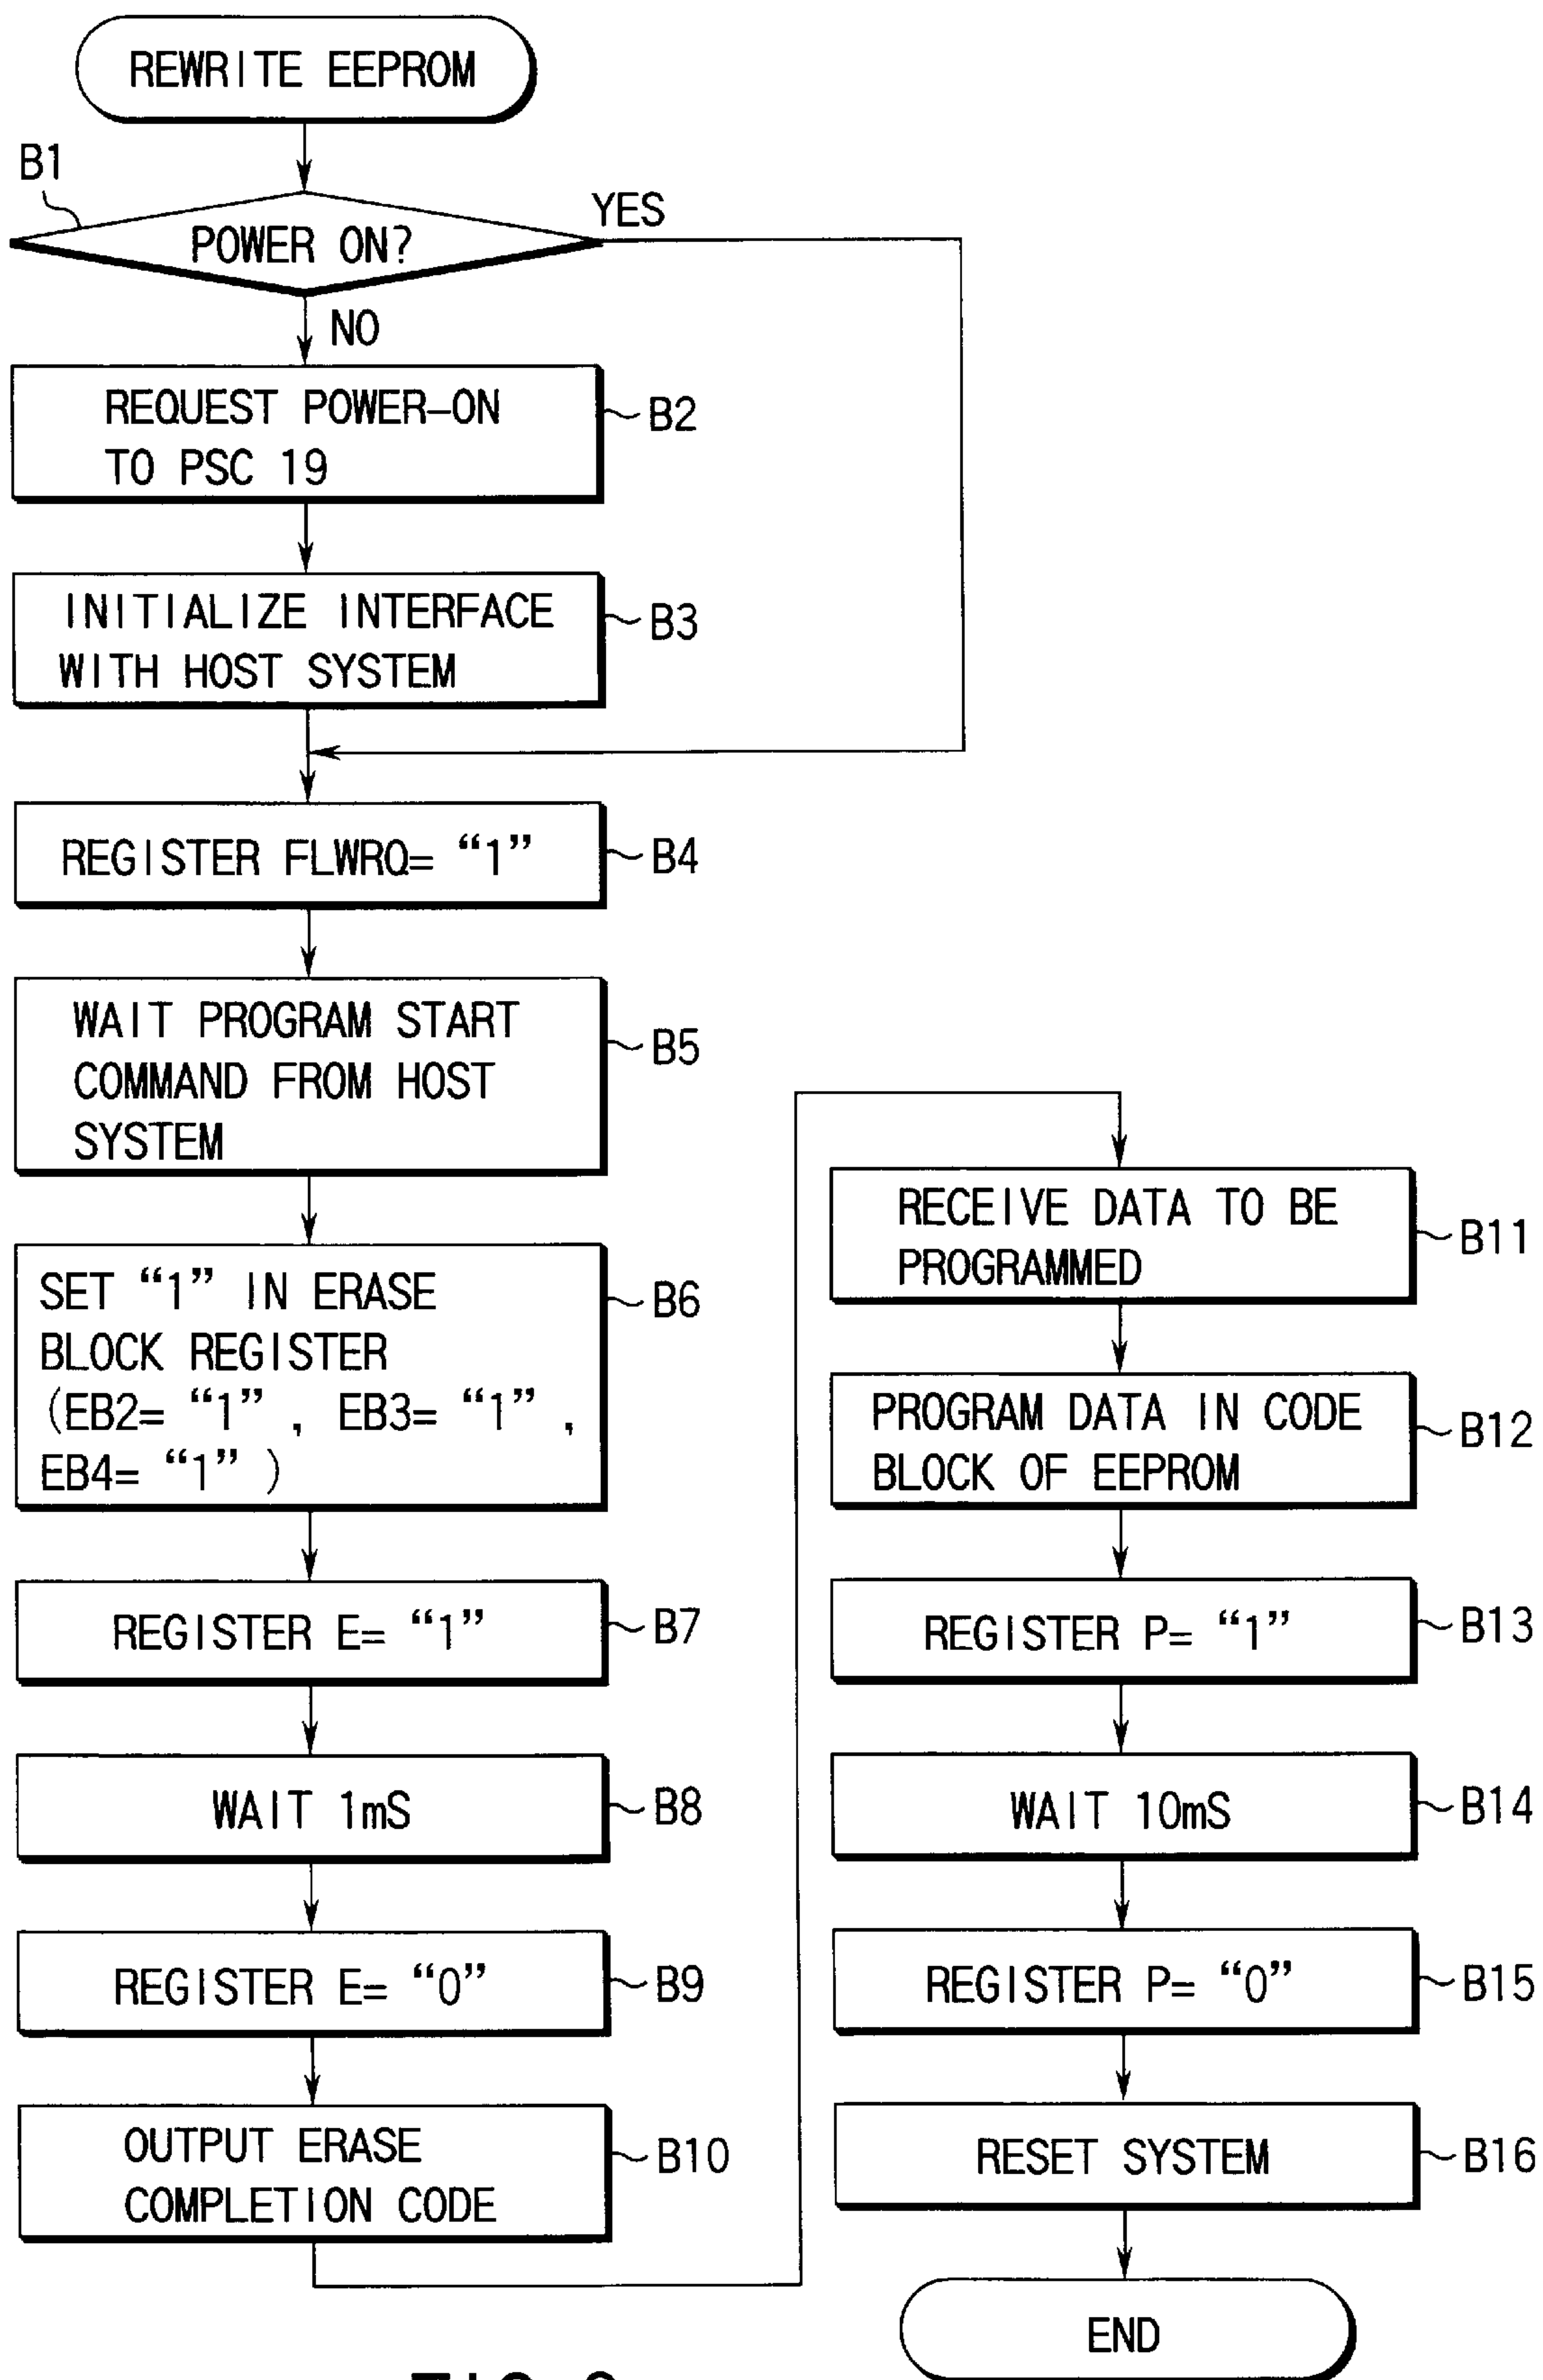 REWRITE EEPROM
B1
POWER ON?
YES
NO
REQUEST POWER-ON
TO PSC 19
B2
INITIALIZE INTERFACE
WITH HOST SYSTEM
B3
REGISTER FLWRQ= “1”
B4
WAIT PROGRAM START
COMMAND FROM HOST
SYSTEM
B5
SET “1” IN ERASE
BLOCK REGISTER
(EB2= “1” , EB3= “1” ,
EB4= “1” )
B6
REGISTER E= “1”
B7
WAIT 1mS
B8
REGISTER E= “0”
B9
OUTPUT ERASE
COMPLETION CODE
B10
RECEIVE DATA TO BE
PROGRAMMED
B11
PROGRAM DATA IN CODE
BLOCK OF EEPROM
B12
REGISTER P= “1”
B13
WAIT 10mS
B14
REGISTER P= “0”
B15
RESET SYSTEM
B16
END